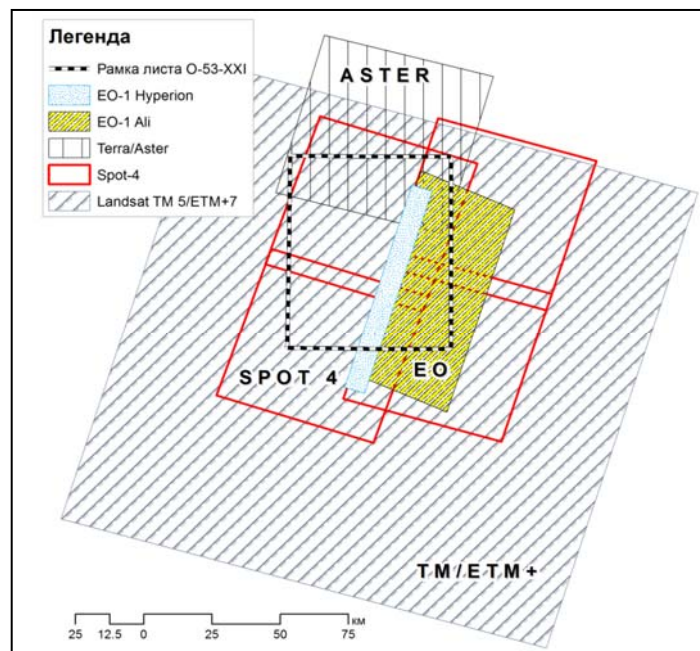 Легенда
Рамка листа О-53-XXI
EO-1 Hyperion
EO-1 Ali
Terra/Aster
Spot-4
Landsat TM 5/ETM+7
ASTER
SPOT 4
EO
TM/ETM+
км
25 12.5 0 25 50 75